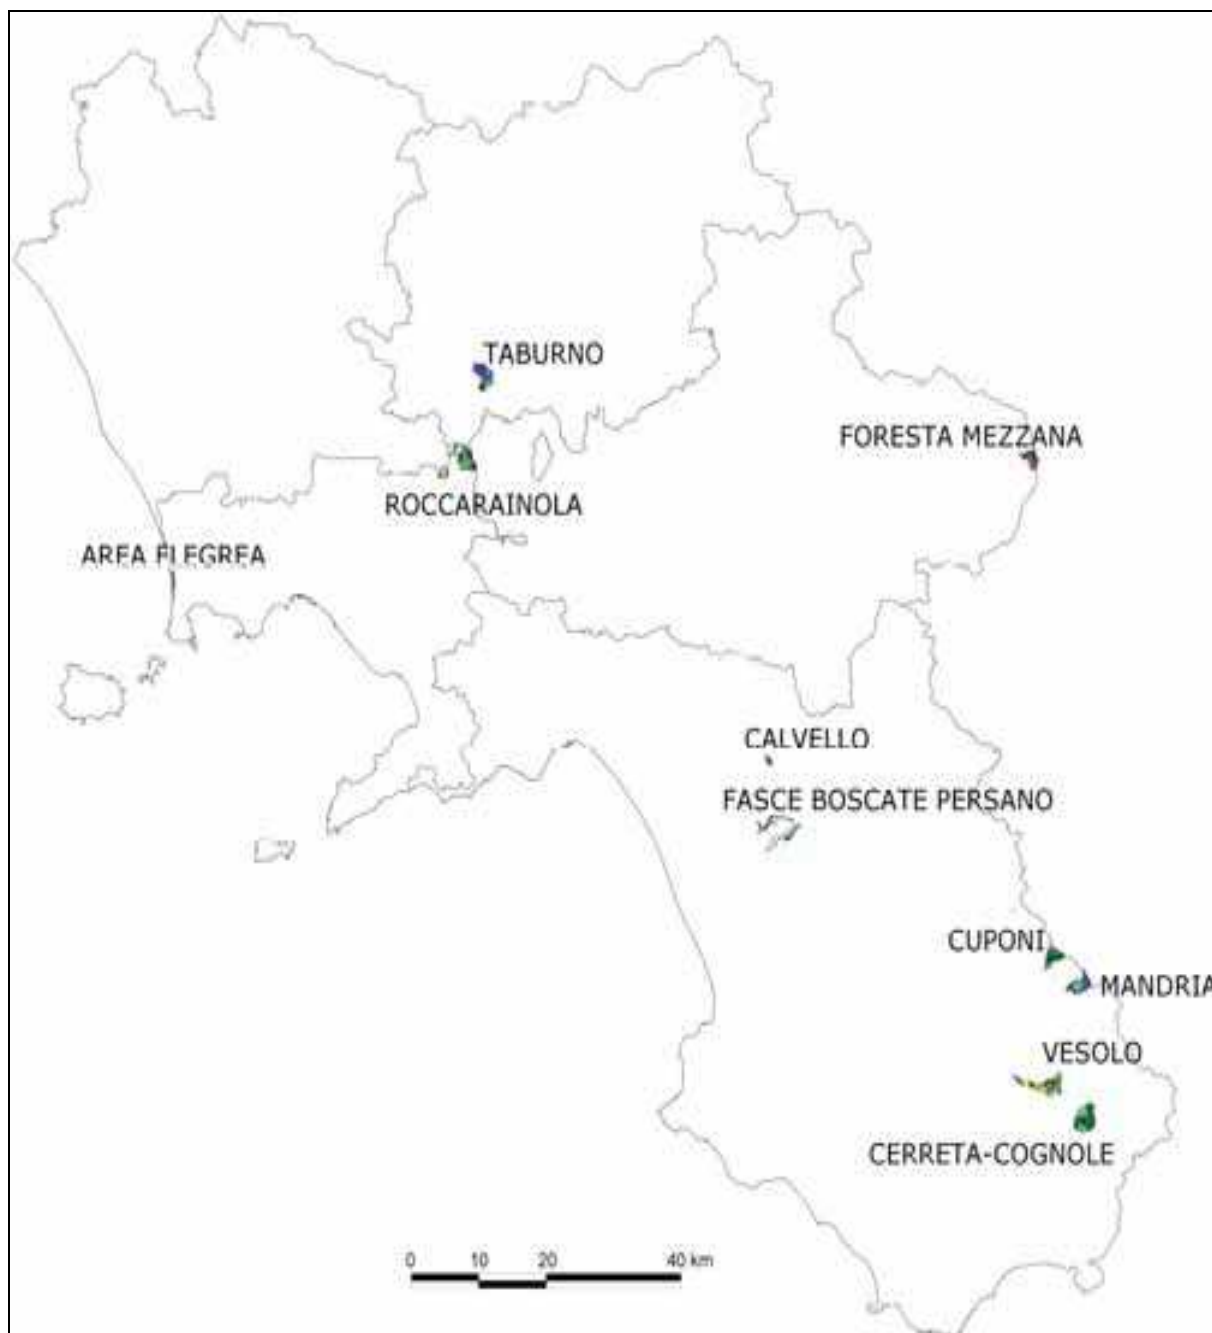 TABURNO
FORESTA MEZZANA
ROCCARAINOLA
AREA FLEGREA
CALVELLO
FASCE BOSCATE PERSANO
CUPONI
MANDRIA
VESOLO
CERRETA-COGNOLE
0 10 20 40 km